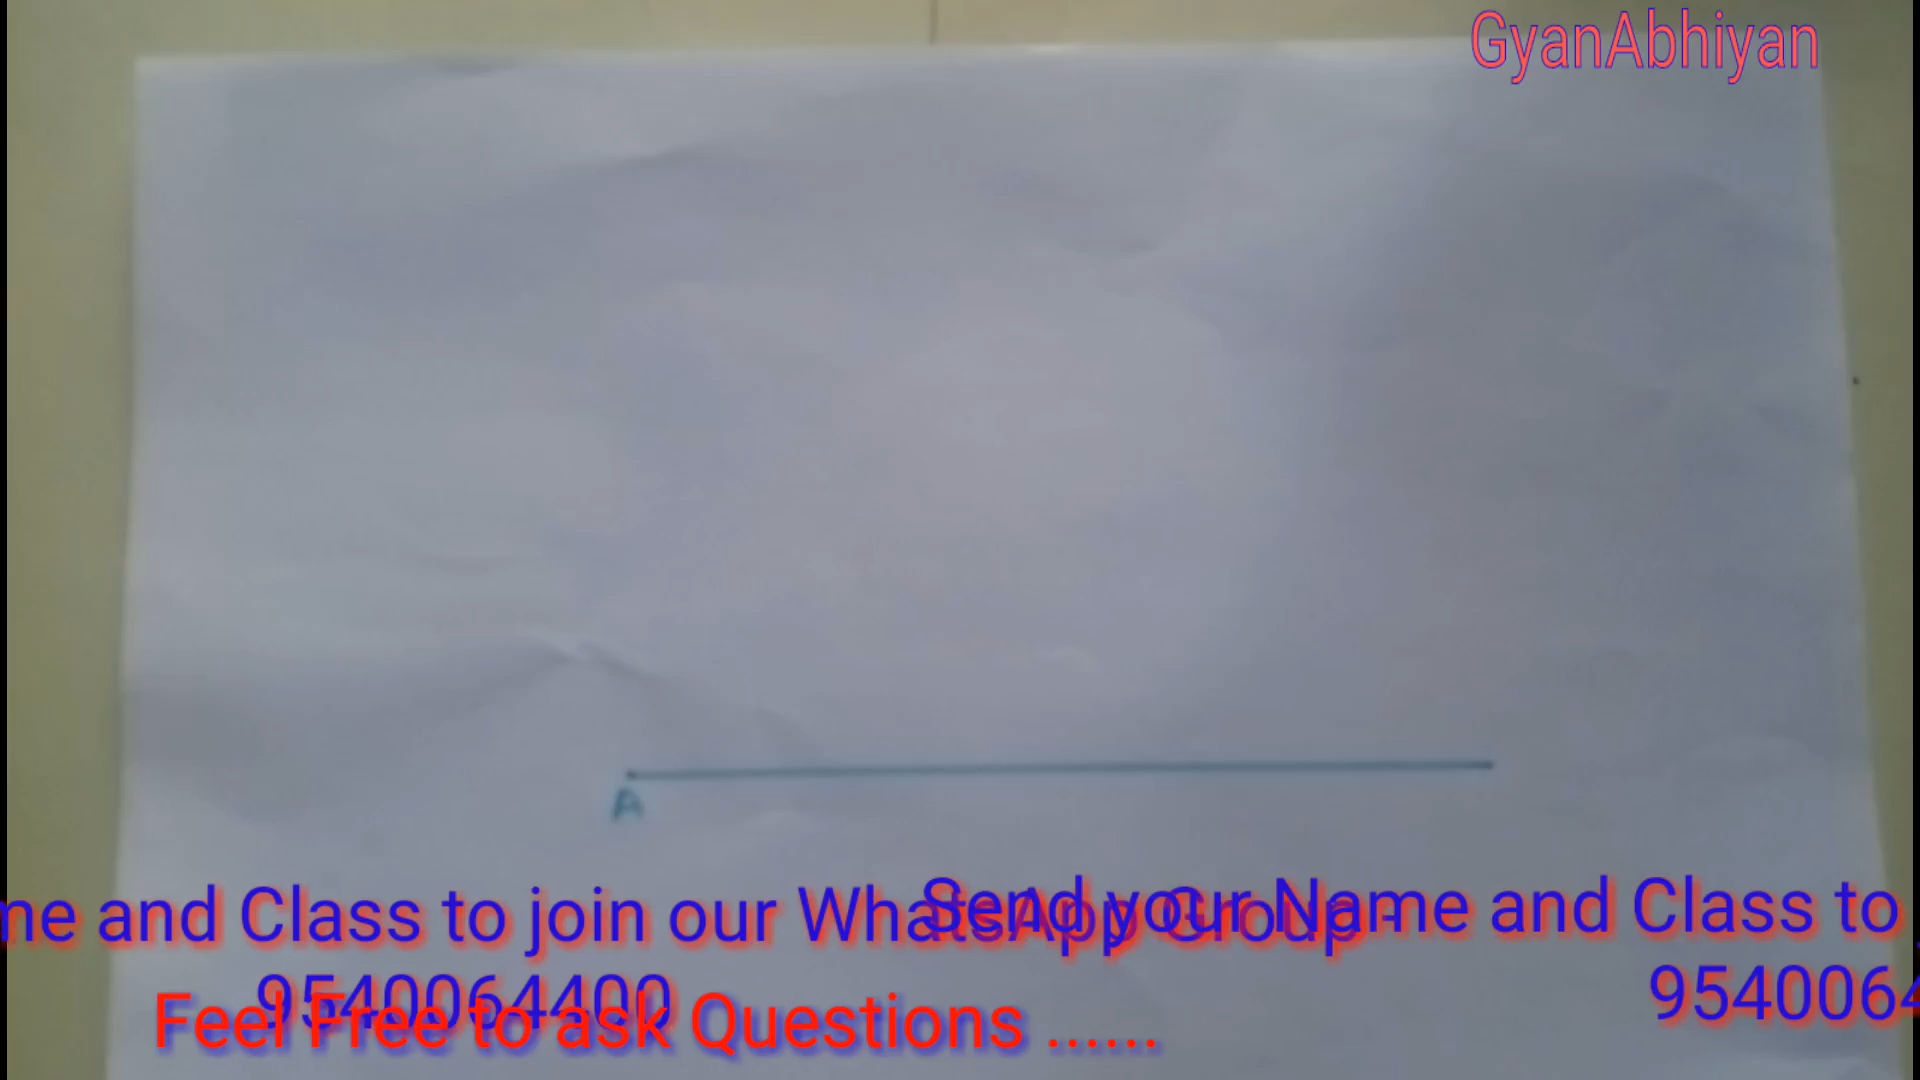 GyanAbhiyan
A
me and Class to join our WhatsApp Group -
9540064400
Send your Name and Class to
9540064
Feel Free to ask Questions ......